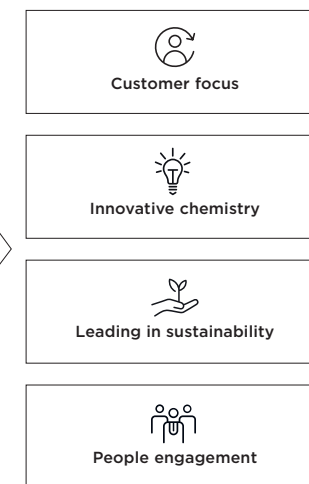 Customer focus
Innovative chemistry
Leading in sustainability
People engagement